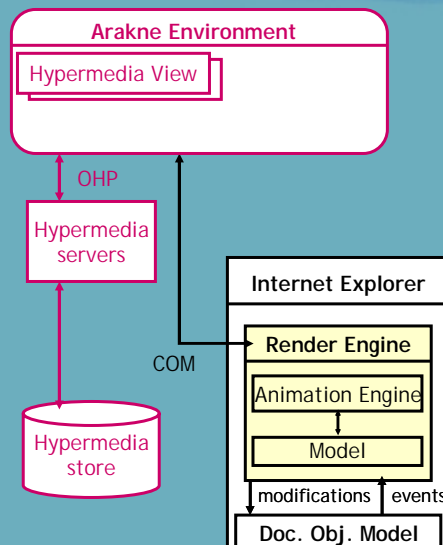 Arakne Environment
Hypermedia View
OHP
Hypermedia
servers
Internet Explorer
Render Engine
COM
Animation Engine
Hypermedia
store
Model
modifications events
Doc. Obj. Model